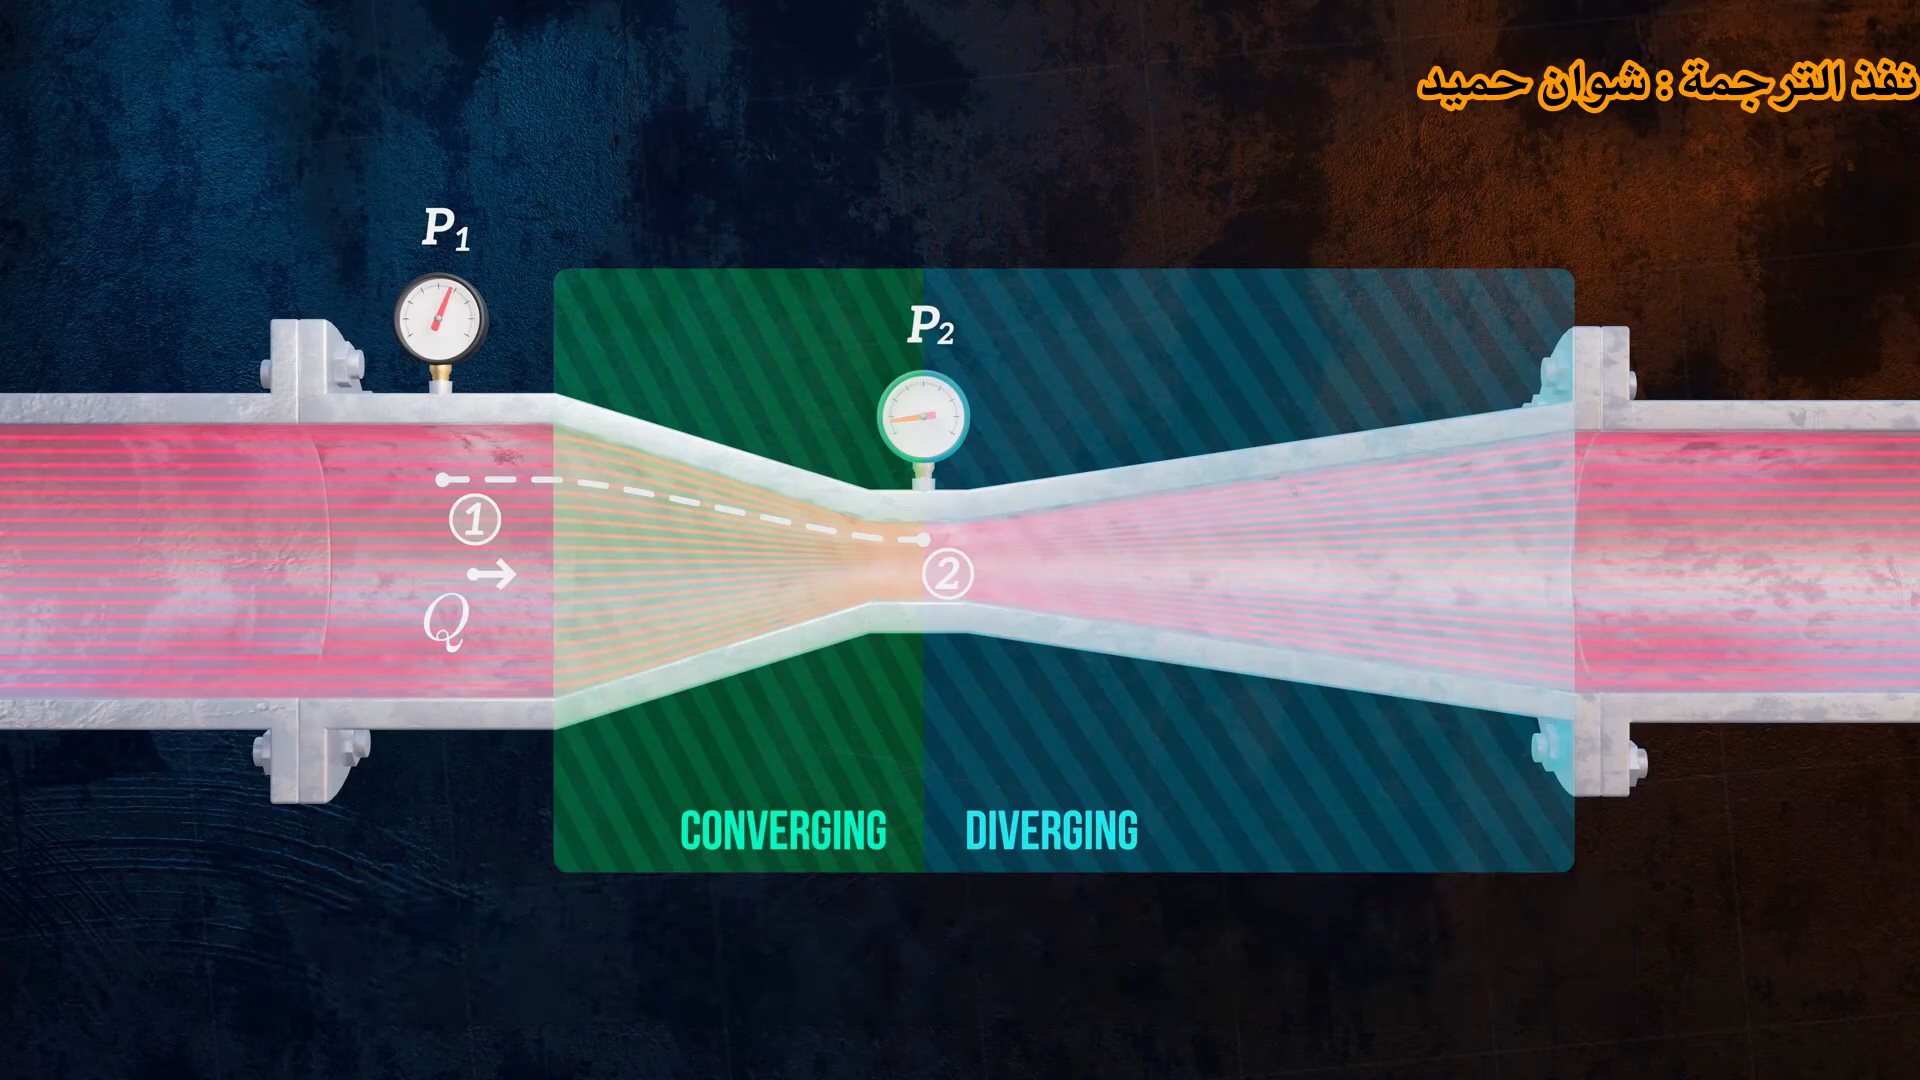 نفذ الترجمة : شوان حميد
P1
P2
1
2
Q
CONVERGING
DIVERGING